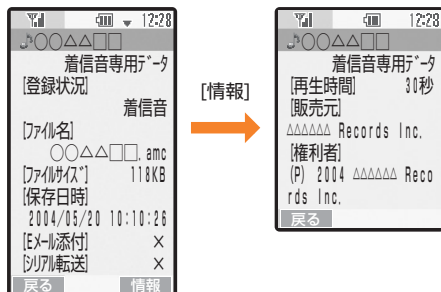 12:28
♪○○△△□□
着信音専用ﾃﾞｰﾀ
[登録状況]
着信音
[ﾌｧｲﾙ名]
○○△△□□.amc
[ﾌｧｲﾙｻｲｽﾞ] 118KB
[保存日時]
2004/05/20 10:10:26
[Eﾒｰﾙ添付] ×
[ｼﾘｱﾙ転送] ×
戻る 情報
[情報]
12:28
♪○○△△□□
着信音専用ﾃﾞｰﾀ
[再生時間] 30秒
[販売元]
△△△△△△ Records Inc.
[権利者]
(P) 2004 △△△△△△ Reco
rds Inc.
戻る